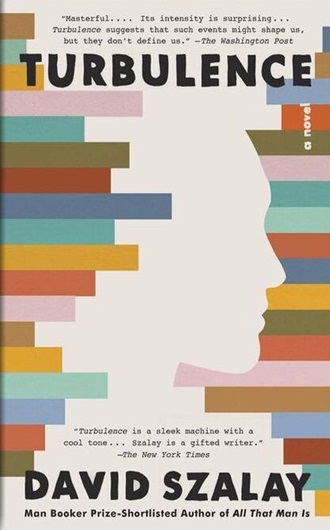 "Masterful.... Its intensity is surprising...
Turbulence suggests that such events might shape us,
but they don't define us." —The Washington Post
TURBULENCE
a novel
"Turbulence is a sleek machine with a
cool tone... Szalay is a gifted writer."
—The New York Times
DAVID SZALAY
Man Booker Prize-Shortlisted Author of All That Man Is